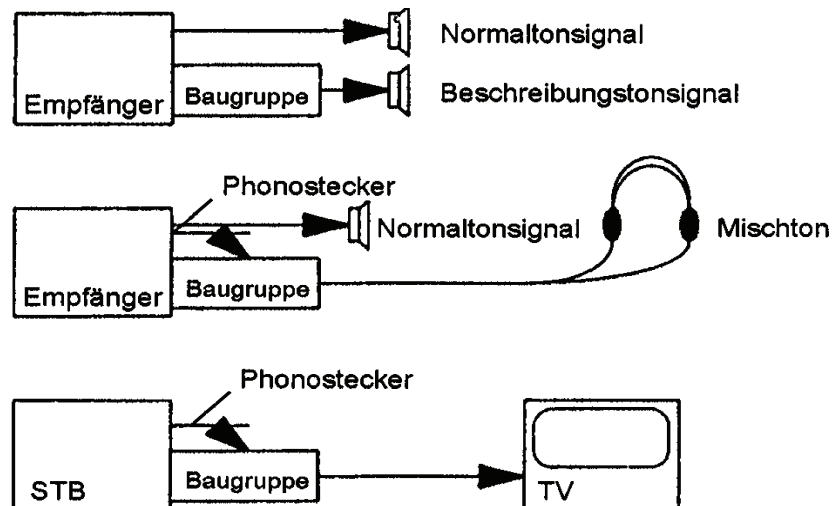 Normaltonsignal
Empfänger
Baugruppe
Beschreibungstonsignal
Phonostecker
Normaltonsignal
Mischton
Empfänger
Baugruppe
Phonostecker
STB
Baugruppe
TV